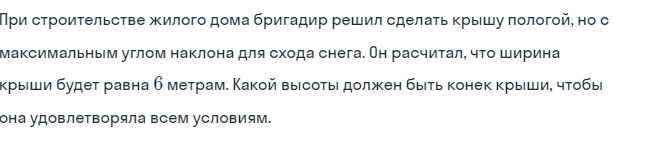 При строительстве жилого дома бригадир решил сделать крышу пологой, но с
максимальным углом наклона для схода снега. Он расчитал, что ширина
крыши будет равна 6 метрам. Какой высоты должен быть конек крыши, чтобы
она удовлетворяла всем условиям.